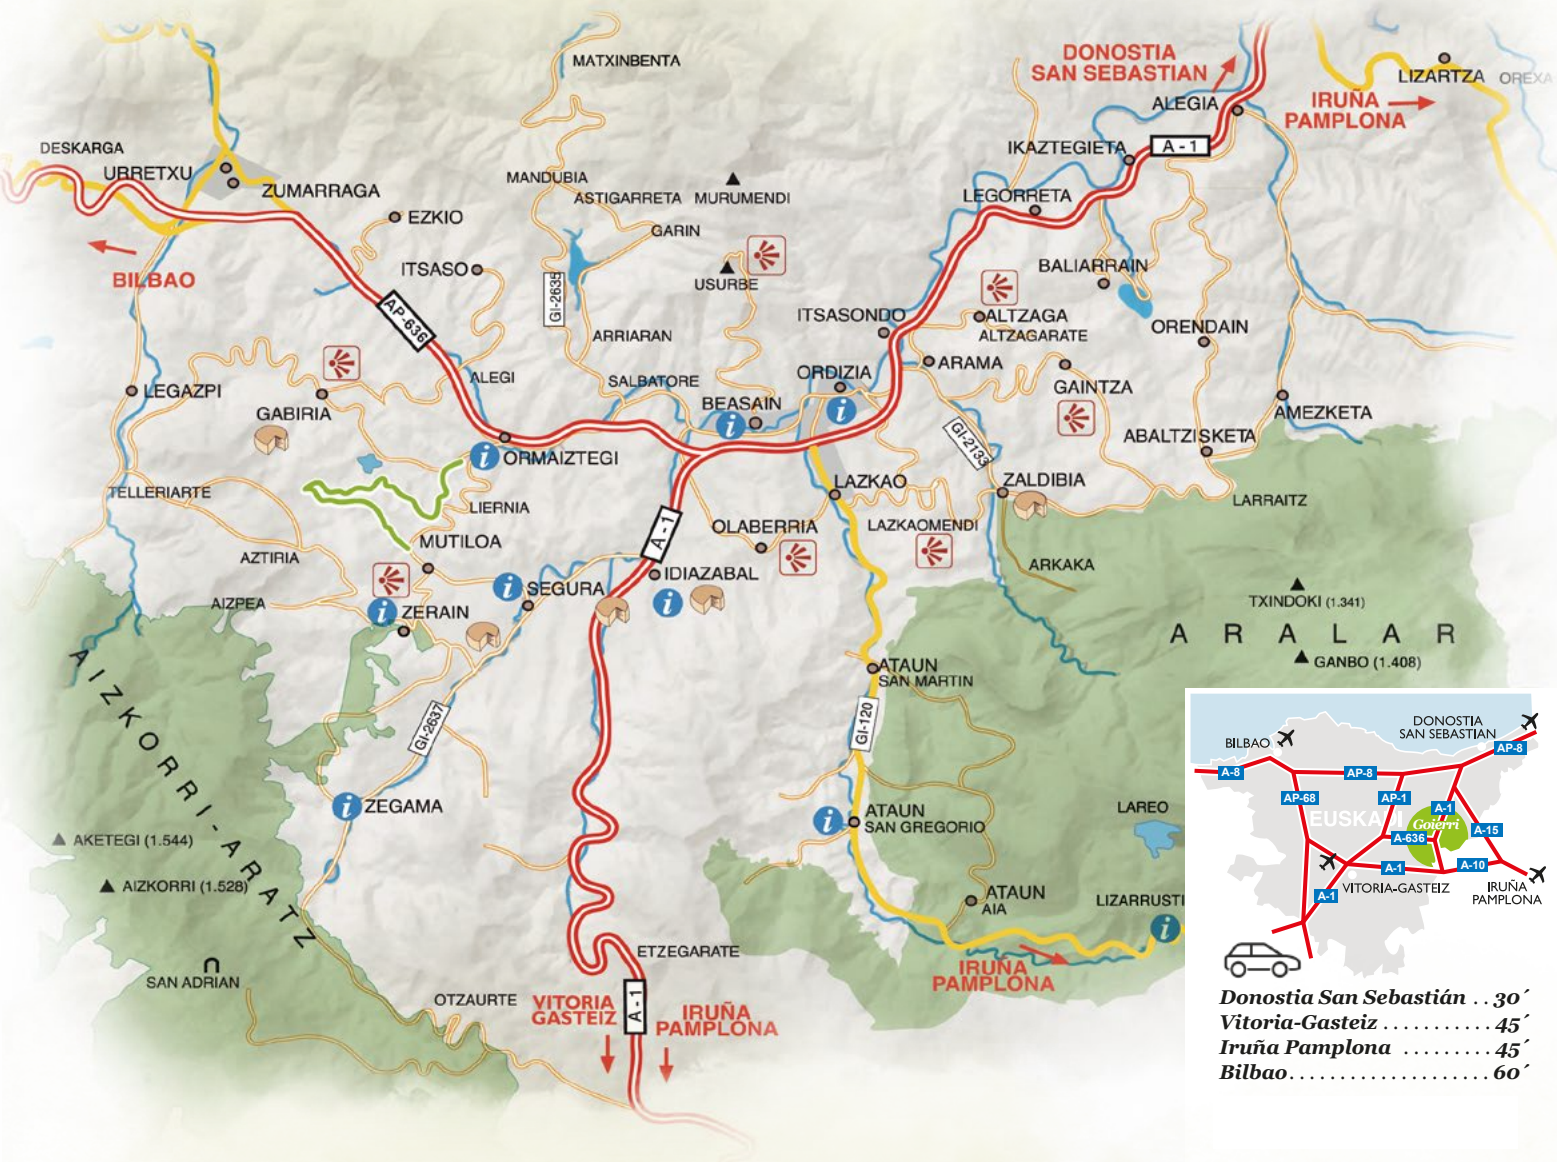 MATXINBENTA
DONOSTIA
SAN SEBASTIAN
LIZARTZA
OREXA
IRUÑA
PAMPLONA
ALEGIA
A - 1
IKAZTEGIETA
DESKARGA
URRETXU
ZUMARRAGA
MANDUBIA
ASTIGARRETA
MURUMENDI
LEGORRETA
EZKIO
GARIN
BILBAO
ITSASO
USURBE
BALIARRAIN
GI-2635
AP-636
ITSASONDO
ALTZAGA
ALTZAGARATE
ORENDAIN
ARRIARAN
ARAMA
ORDIZIA
GAINTZA
LEGAZPI
ALEGI
SALBATORE
GABIRIA
BEASAIN
i
i
AMEZKETA
GI-2133
ABALTZISKETA
i
ORMAIZTEGI
TELLERIARTE
LAZKAO
ZALDIBIA
LARRAITZ
LIERNIA
A - 1
OLABERRIA
LAZKAOMENDI
MUTILOA
AZTIRIA
ARKAKA
IDIAZABAL
i
SEGURA
i
TXINDOKI (1.341)
AIZPEA
i
ZERAIN
ARALAR
GANBO (1.408)
AIZKORRI-ARATZ
ATAUN
SAN MARTIN
GI-2637
GI-120
i
ZEGAMA
i
ATAUN
SAN GREGORIO
LAREO
AKETEGI (1.544)
AIZKORRI (1.528)
ATAUN
AIA
LIZARRUSTI
i
ETZEGARATE
IRUÑA
PAMPLONA
SAN ADRIAN
OTZAURTE
VITORIA
GASTEIZ
A - 1
IRUÑA
PAMPLONA
DONOSTIA
SAN SEBASTIAN
BILBAO
AP-8
A-8
AP-8
AP-68
AP-1
A-1
EUSKADI
Goierri
A-636
A-15
A-1
A-10
A-1
VITORIA-GASTEIZ
IRUÑA
PAMPLONA
Donostia San Sebastián . . 30´
Vitoria-Gasteiz . . . . . . . . . . . 45´
Iruña Pamplona . . . . . . . . . 45´
Bilbao. . . . . . . . . . . . . . . . . . . . 60´